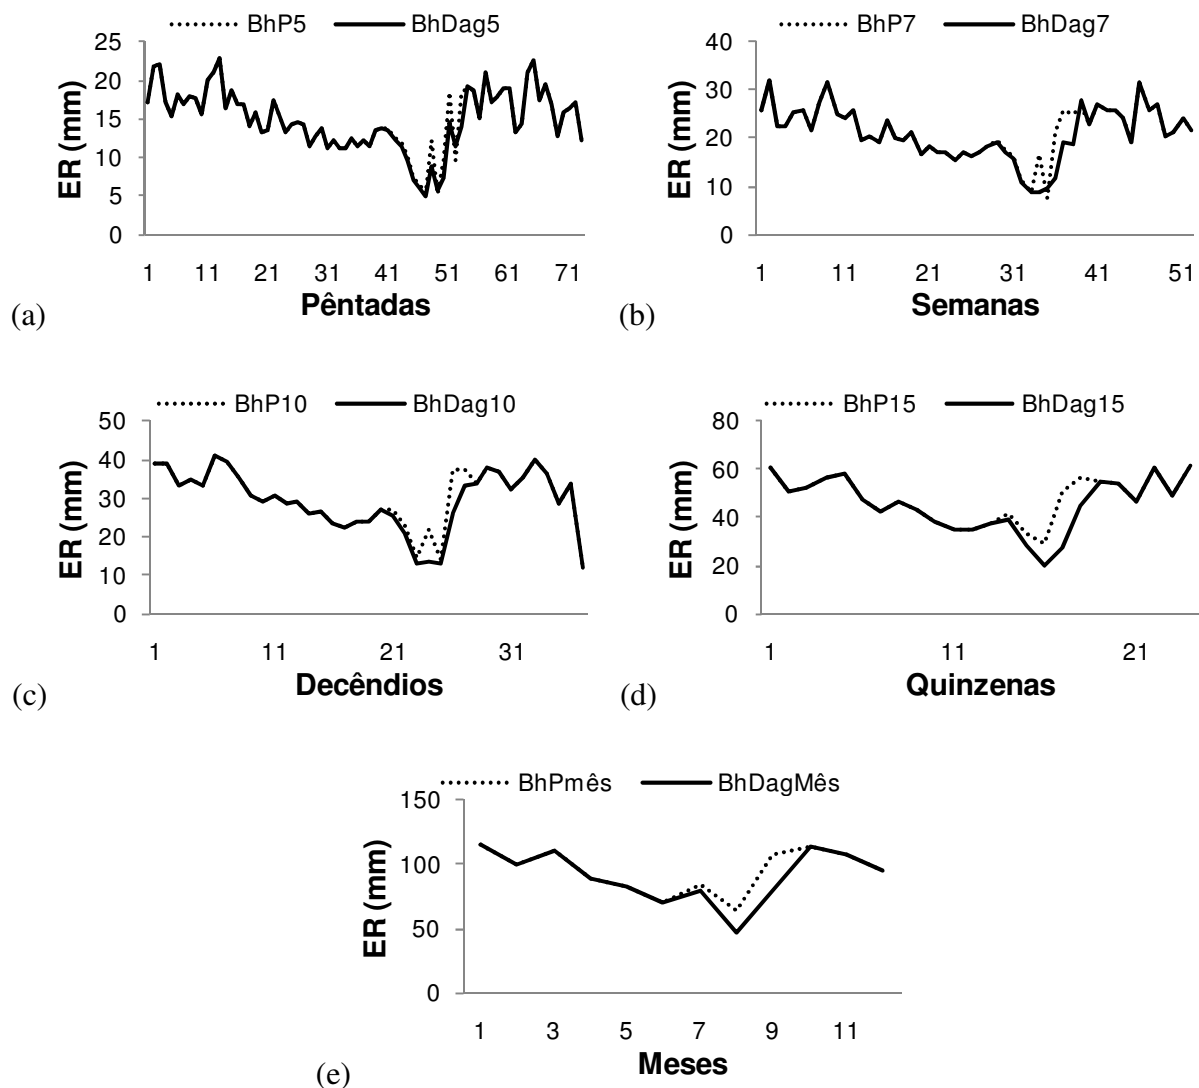 BhP5 BhDag5
25
20
15
10
5
0
ER (mm)
1 11 21 31 41 51 61 71
Pêntadas
(a)
BhP7 BhDag7
40
30
20
10
0
ER (mm)
1 11 21 31 41 51
Semanas
(b)
BhP10 BhDag10
50
40
30
20
10
0
ER (mm)
1 11 21 31
Decêndios
(c)
BhP15 BhDag15
80
60
40
20
0
ER (mm)
1 11 21
Quinzenas
(d)
BhPmês BhDagMês
150
100
50
0
ER (mm)
1 3 5 7 9 11
Meses
(e)